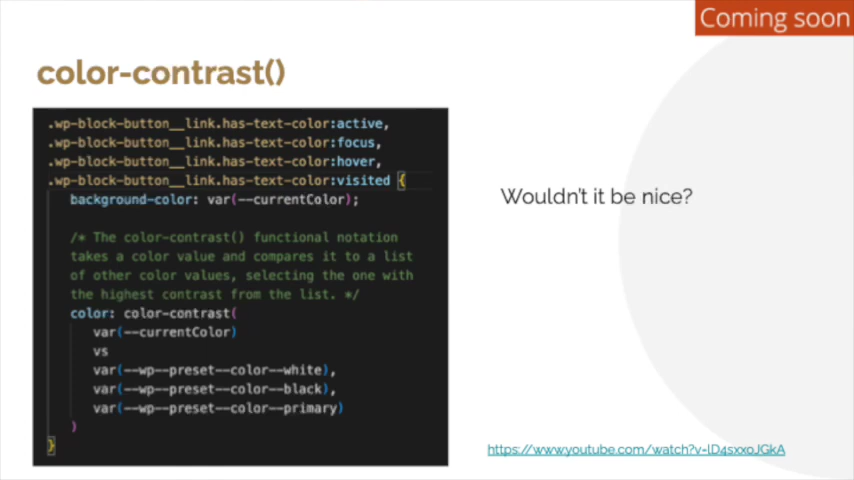 Coming soon
color-contrast()
.wp-block-button__link.has-text-color:active,
.wp-block-button__link.has-text-color:focus,
.wp-block-button__link.has-text-color:hover,
.wp-block-button__link.has-text-color:visited {
background-color: var(--currentColor);
/* The color-contrast() functional notation
takes a color value and compares it to a list
of other color values, selecting the one with
the highest contrast from the list. */
color: color-contrast(
var(--currentColor)
vs
var(--wp--preset--color--white),
var(--wp--preset--color--black),
var(--wp--preset--color--primary)
)
}
Wouldn't it be nice?
https://www.youtube.com/watch?v=lD4sxxoJGkA